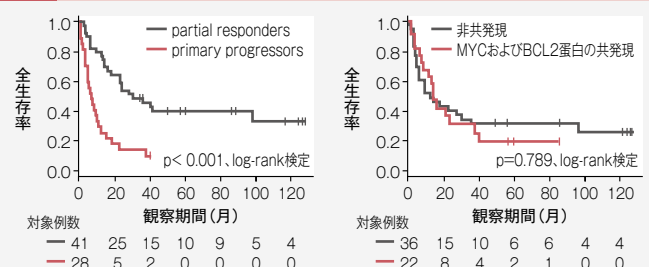 1.0
0.8
0.6
0.4
0.2
0.0
全生存率
partial responders
primary progressors
p< 0.001、log-rank検定
0 20 40 60 80 100 120
観察期間（月）
対象例数
41 25 15 10 9 5 4
28 5 2 0 0 0 0
1.0
0.8
0.6
0.4
0.2
0.0
全生存率
非共発現
MYCおよびBCL2蛋白の共発現
p=0.789、log-rank検定
0 20 40 60 80 100 120
観察期間（月）
対象例数
36 15 10 6 6 4 4
22 8 4 2 1 0 0